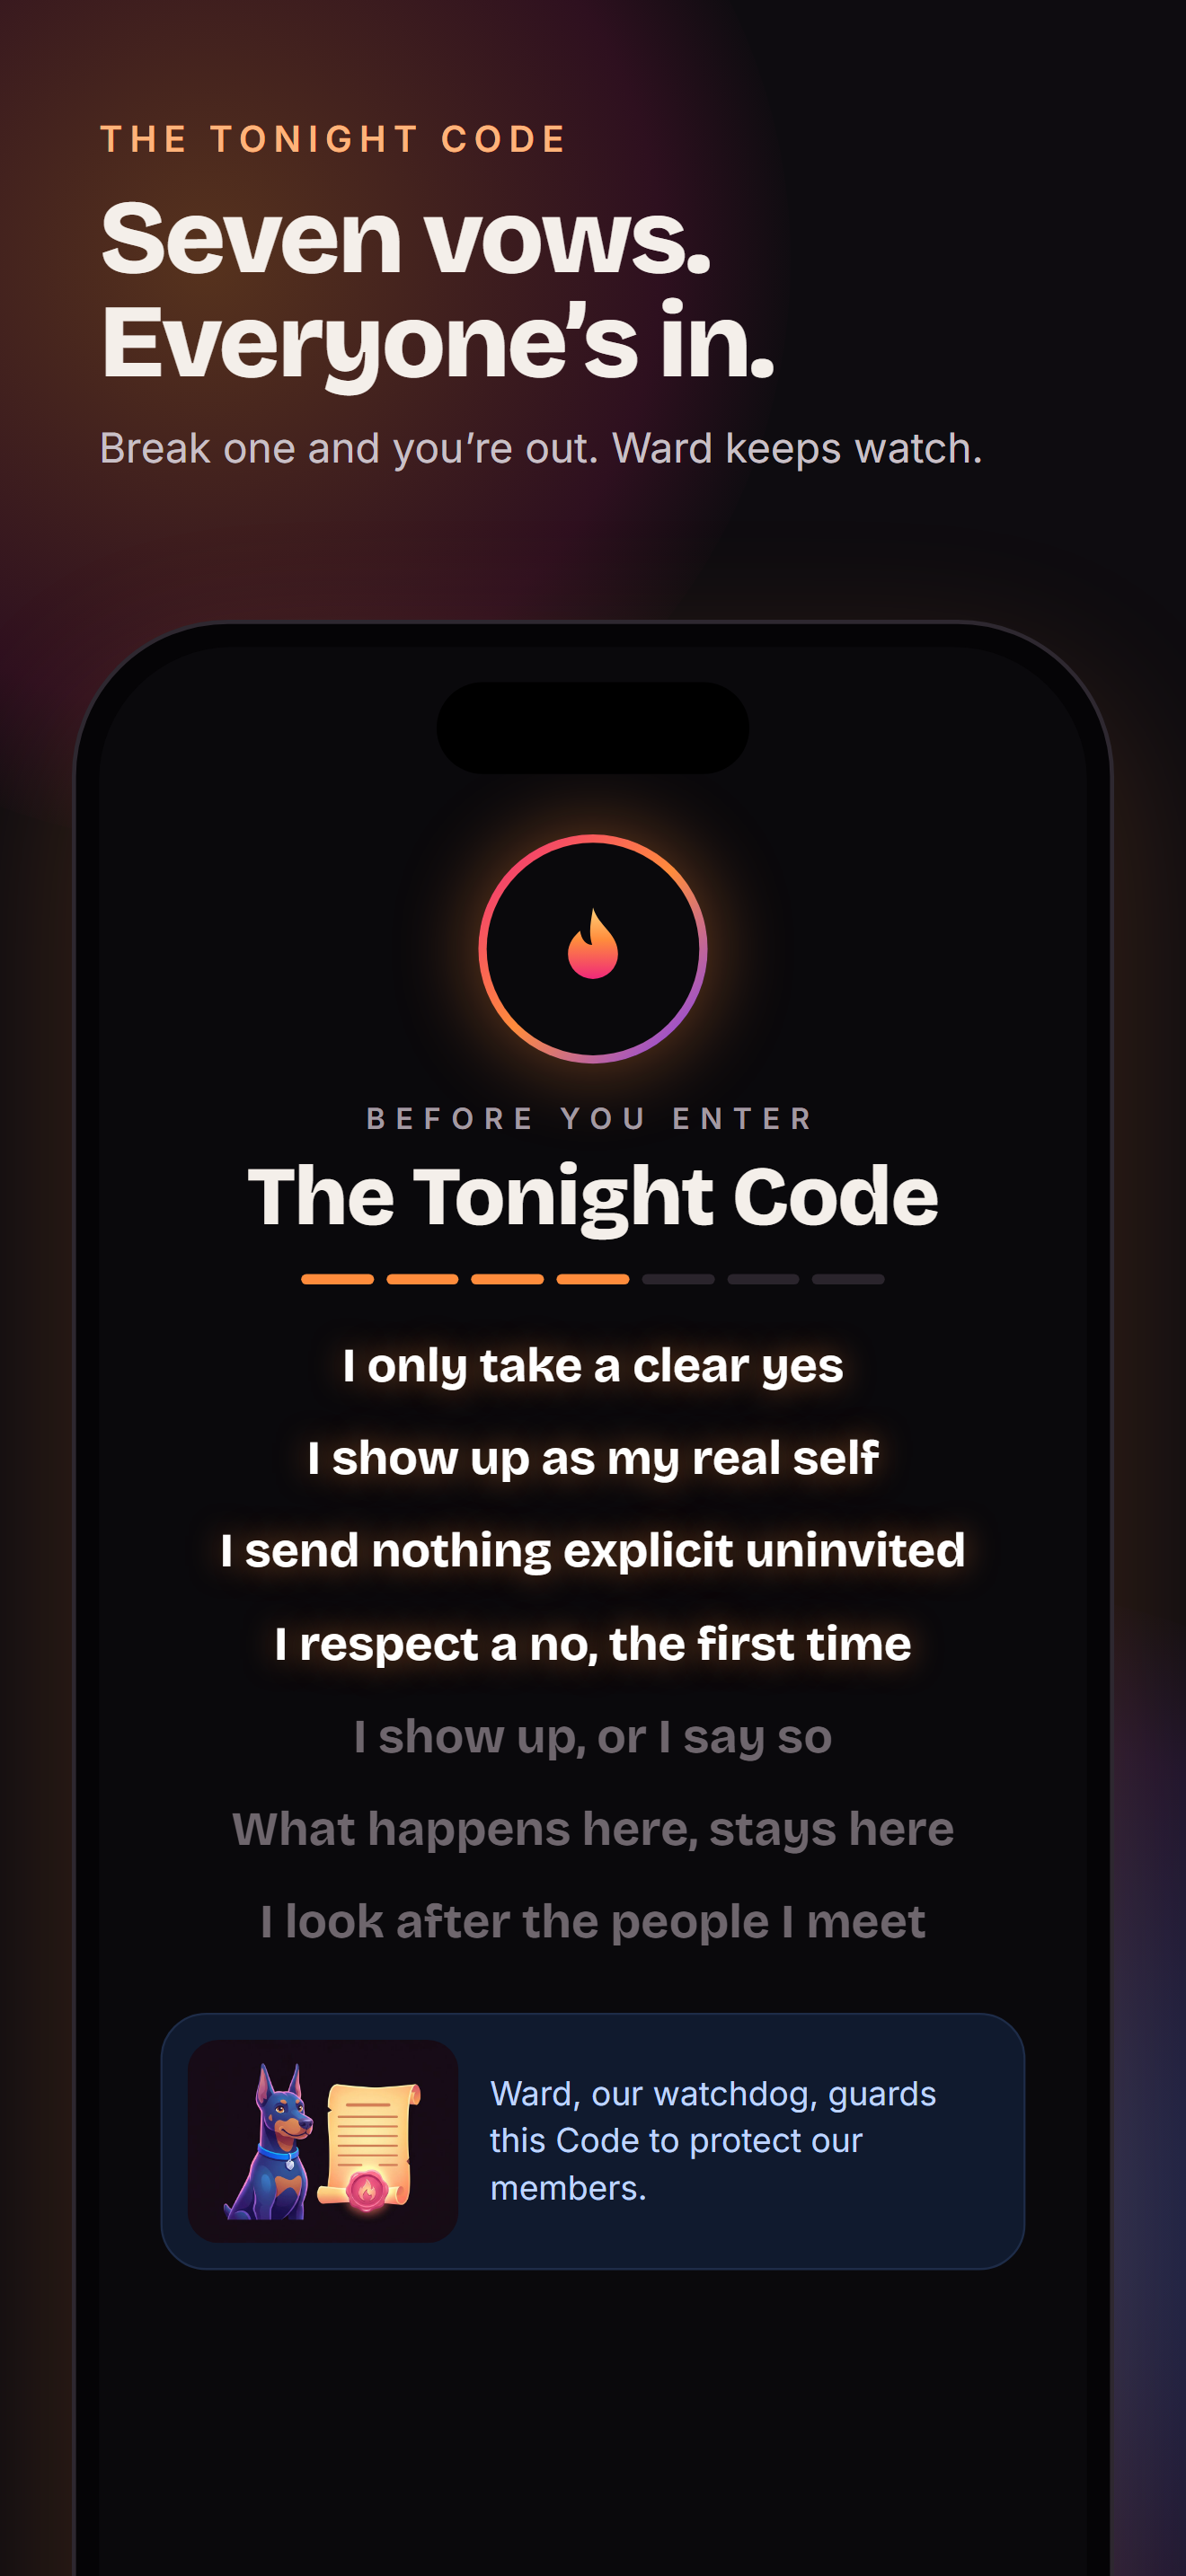 THE TONIGHT CODE
Seven vows.
Everyone’s in.
Break one and you’re out. Ward keeps watch.
BEFORE YOU ENTER
The Tonight Code
I only take a clear yes
I show up as my real self
I send nothing explicit uninvited
I respect a no, the first time
I show up, or I say so
What happens here, stays here
I look after the people I meet
Ward, our watchdog, guards
this Code to protect our
members.